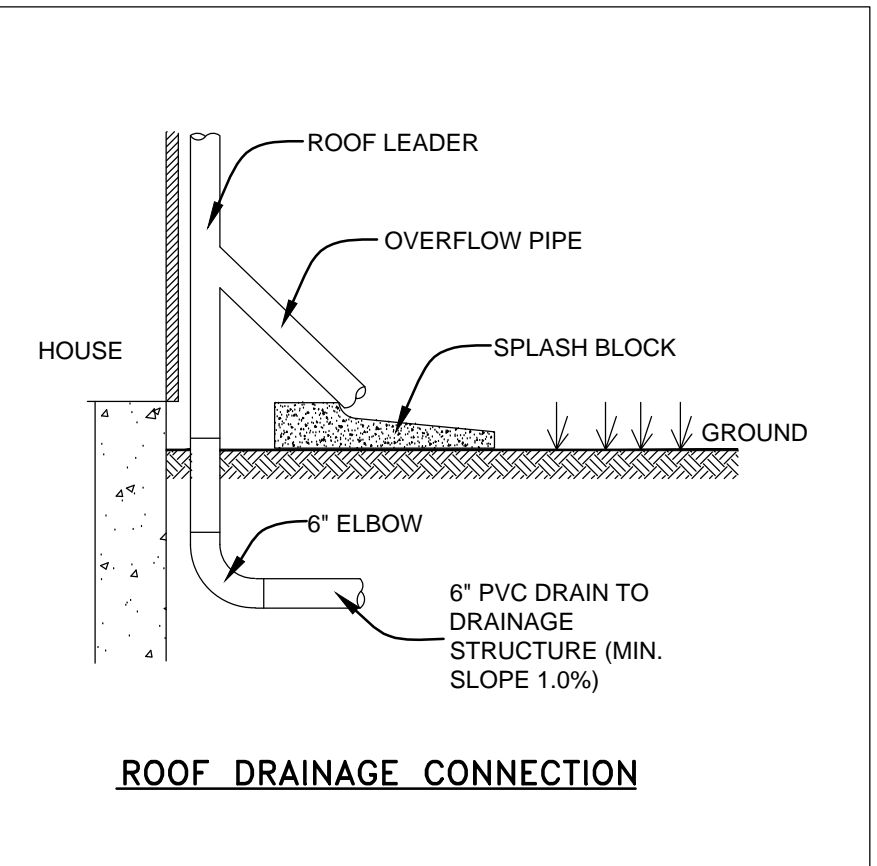 ROOF LEADER
OVERFLOW PIPE
HOUSE
SPLASH BLOCK
GROUND
6" ELBOW
6" PVC DRAIN TO
DRAINAGE
STRUCTURE (MIN.
SLOPE 1.0%)
ROOF DRAINAGE CONNECTION